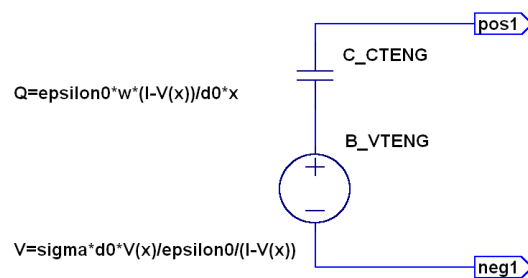 pos1
C_CTENG
Q=epsilon0*w*(l-V(x))/d0*x
B_VTENG
V=sigma*d0*V(x)/epsilon0/(l-V(x))
neg1